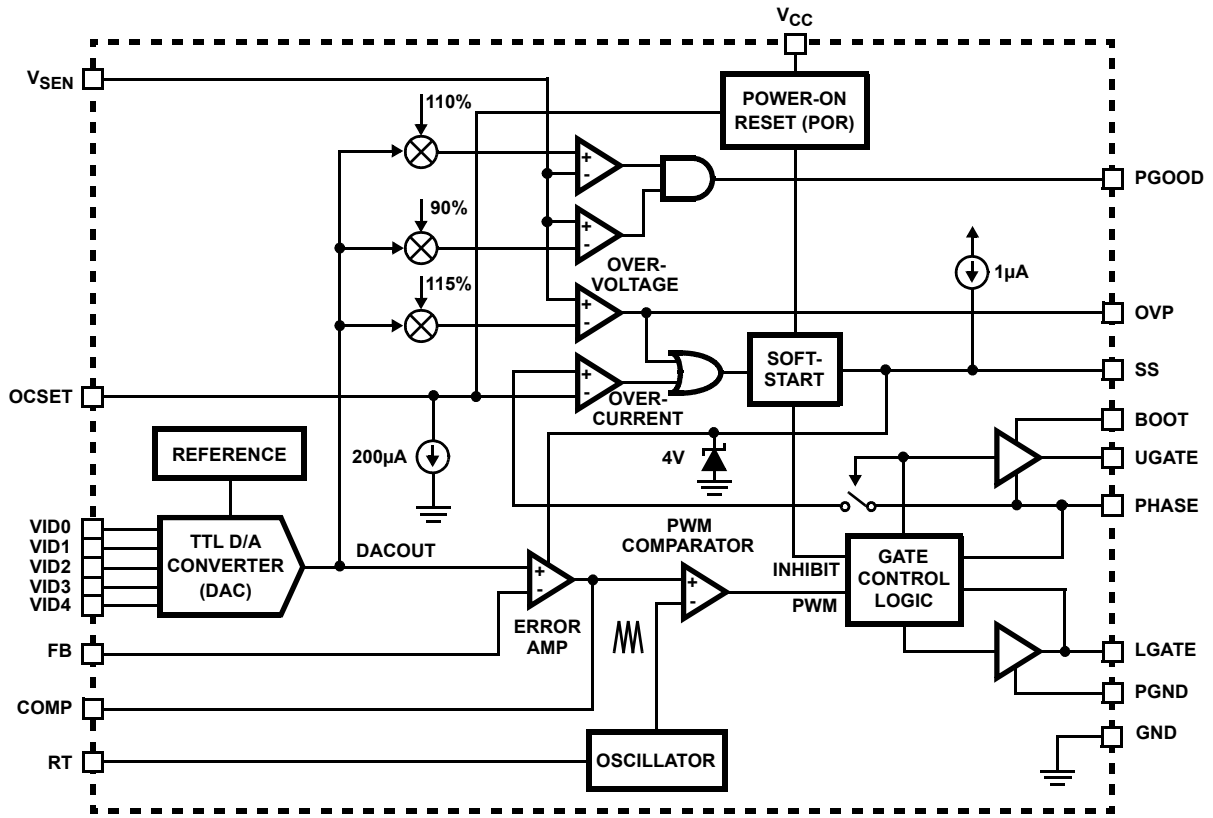 VCC
VSEN
110%
POWER-ON
RESET (POR)
+
-
PGOOD
90%
+
-
OVER-
VOLTAGE
1µA
115%
+
-
OVP
SOFT-
START
SS
OCSET
+
-
OVER-
CURRENT
BOOT
REFERENCE
200µA
4V
UGATE
PHASE
VID0
VID1
VID2
VID3
VID4
TTL D/A
CONVERTER
(DAC)
DACOUT
PWM
COMPARATOR
+
-
+
-
INHIBIT
PWM
GATE
CONTROL
LOGIC
ERROR
AMP
FB
LGATE
PGND
COMP
GND
RT
OSCILLATOR